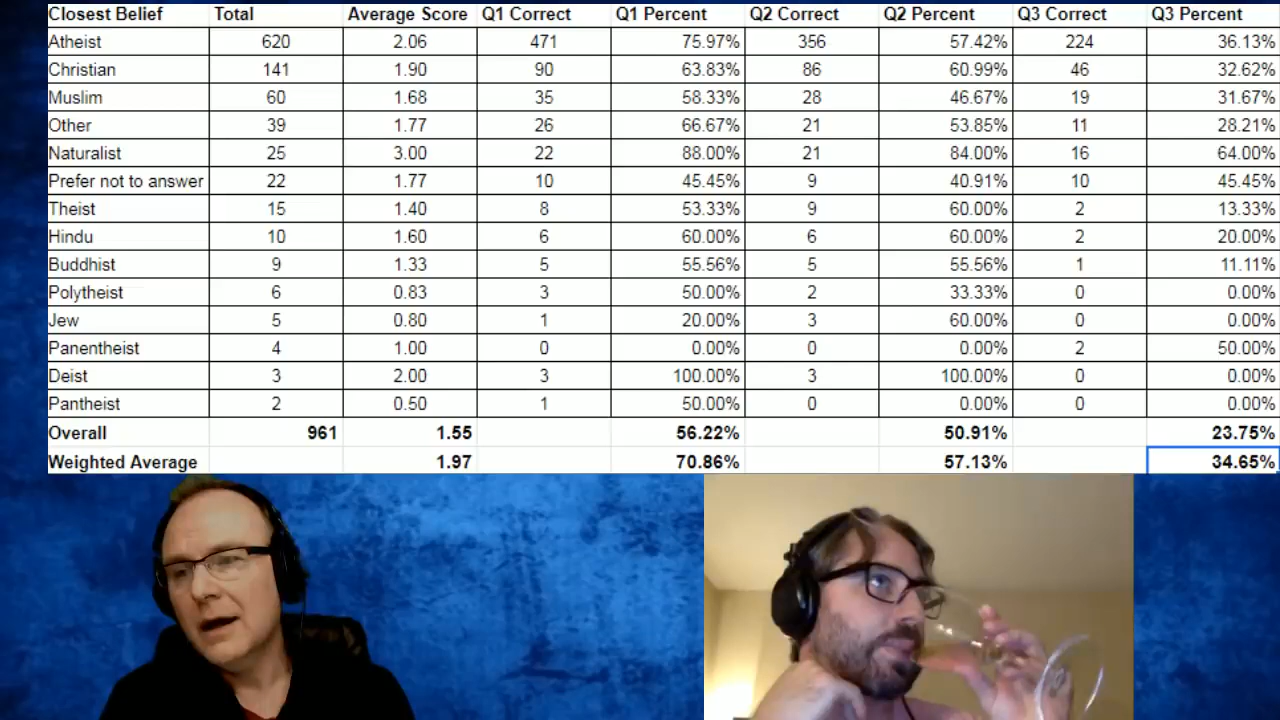 Closest Belief Total Average Score Q1 Correct Q1 Percent Q2 Correct Q2 Percent Q3 Correct Q3 Percent
Atheist 620 2.06 471 75.97% 356 57.42% 224 36.13%
Christian 141 1.90 90 63.83% 86 60.99% 46 32.62%
Muslim 60 1.68 35 58.33% 28 46.67% 19 31.67%
Other 39 1.77 26 66.67% 21 53.85% 11 28.21%
Naturalist 25 3.00 22 88.00% 21 84.00% 16 64.00%
Prefer not to answer 22 1.77 10 45.45% 9 40.91% 10 45.45%
Theist 15 1.40 8 53.33% 9 60.00% 2 13.33%
Hindu 10 1.60 6 60.00% 6 60.00% 2 20.00%
Buddhist 9 1.33 5 55.56% 5 55.56% 1 11.11%
Polytheist 6 0.83 3 50.00% 2 33.33% 0 0.00%
Jew 5 0.80 1 20.00% 3 60.00% 0 0.00%
Panentheist 4 1.00 0 0.00% 0 0.00% 2 50.00%
Deist 3 2.00 3 100.00% 3 100.00% 0 0.00%
Pantheist 2 0.50 1 50.00% 0 0.00% 0 0.00%
Overall 961 1.55 56.22% 50.91% 23.75%
Weighted Average 1.97 70.86% 57.13% 34.65%